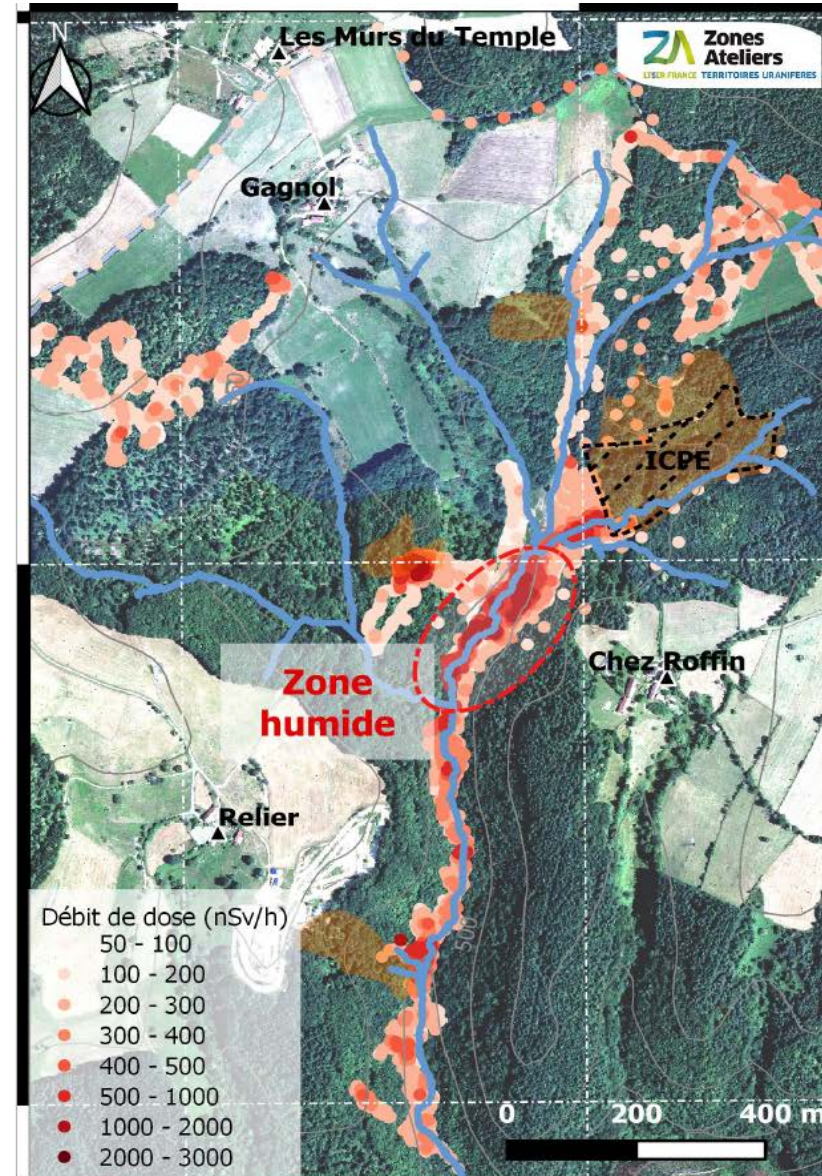 N
Les Murs du Temple
ZA Zones
Ateliers
LTSER FRANCE TERRITOIRES URANIFERES
Gagnol
ICPE
Chez Roffin
Zone
humide
Relier
500
Débit de dose (nSv/h)
50 - 100
100 - 200
200 - 300
300 - 400
400 - 500
500 - 1000
1000 - 2000
2000 - 3000
0 200 400 m